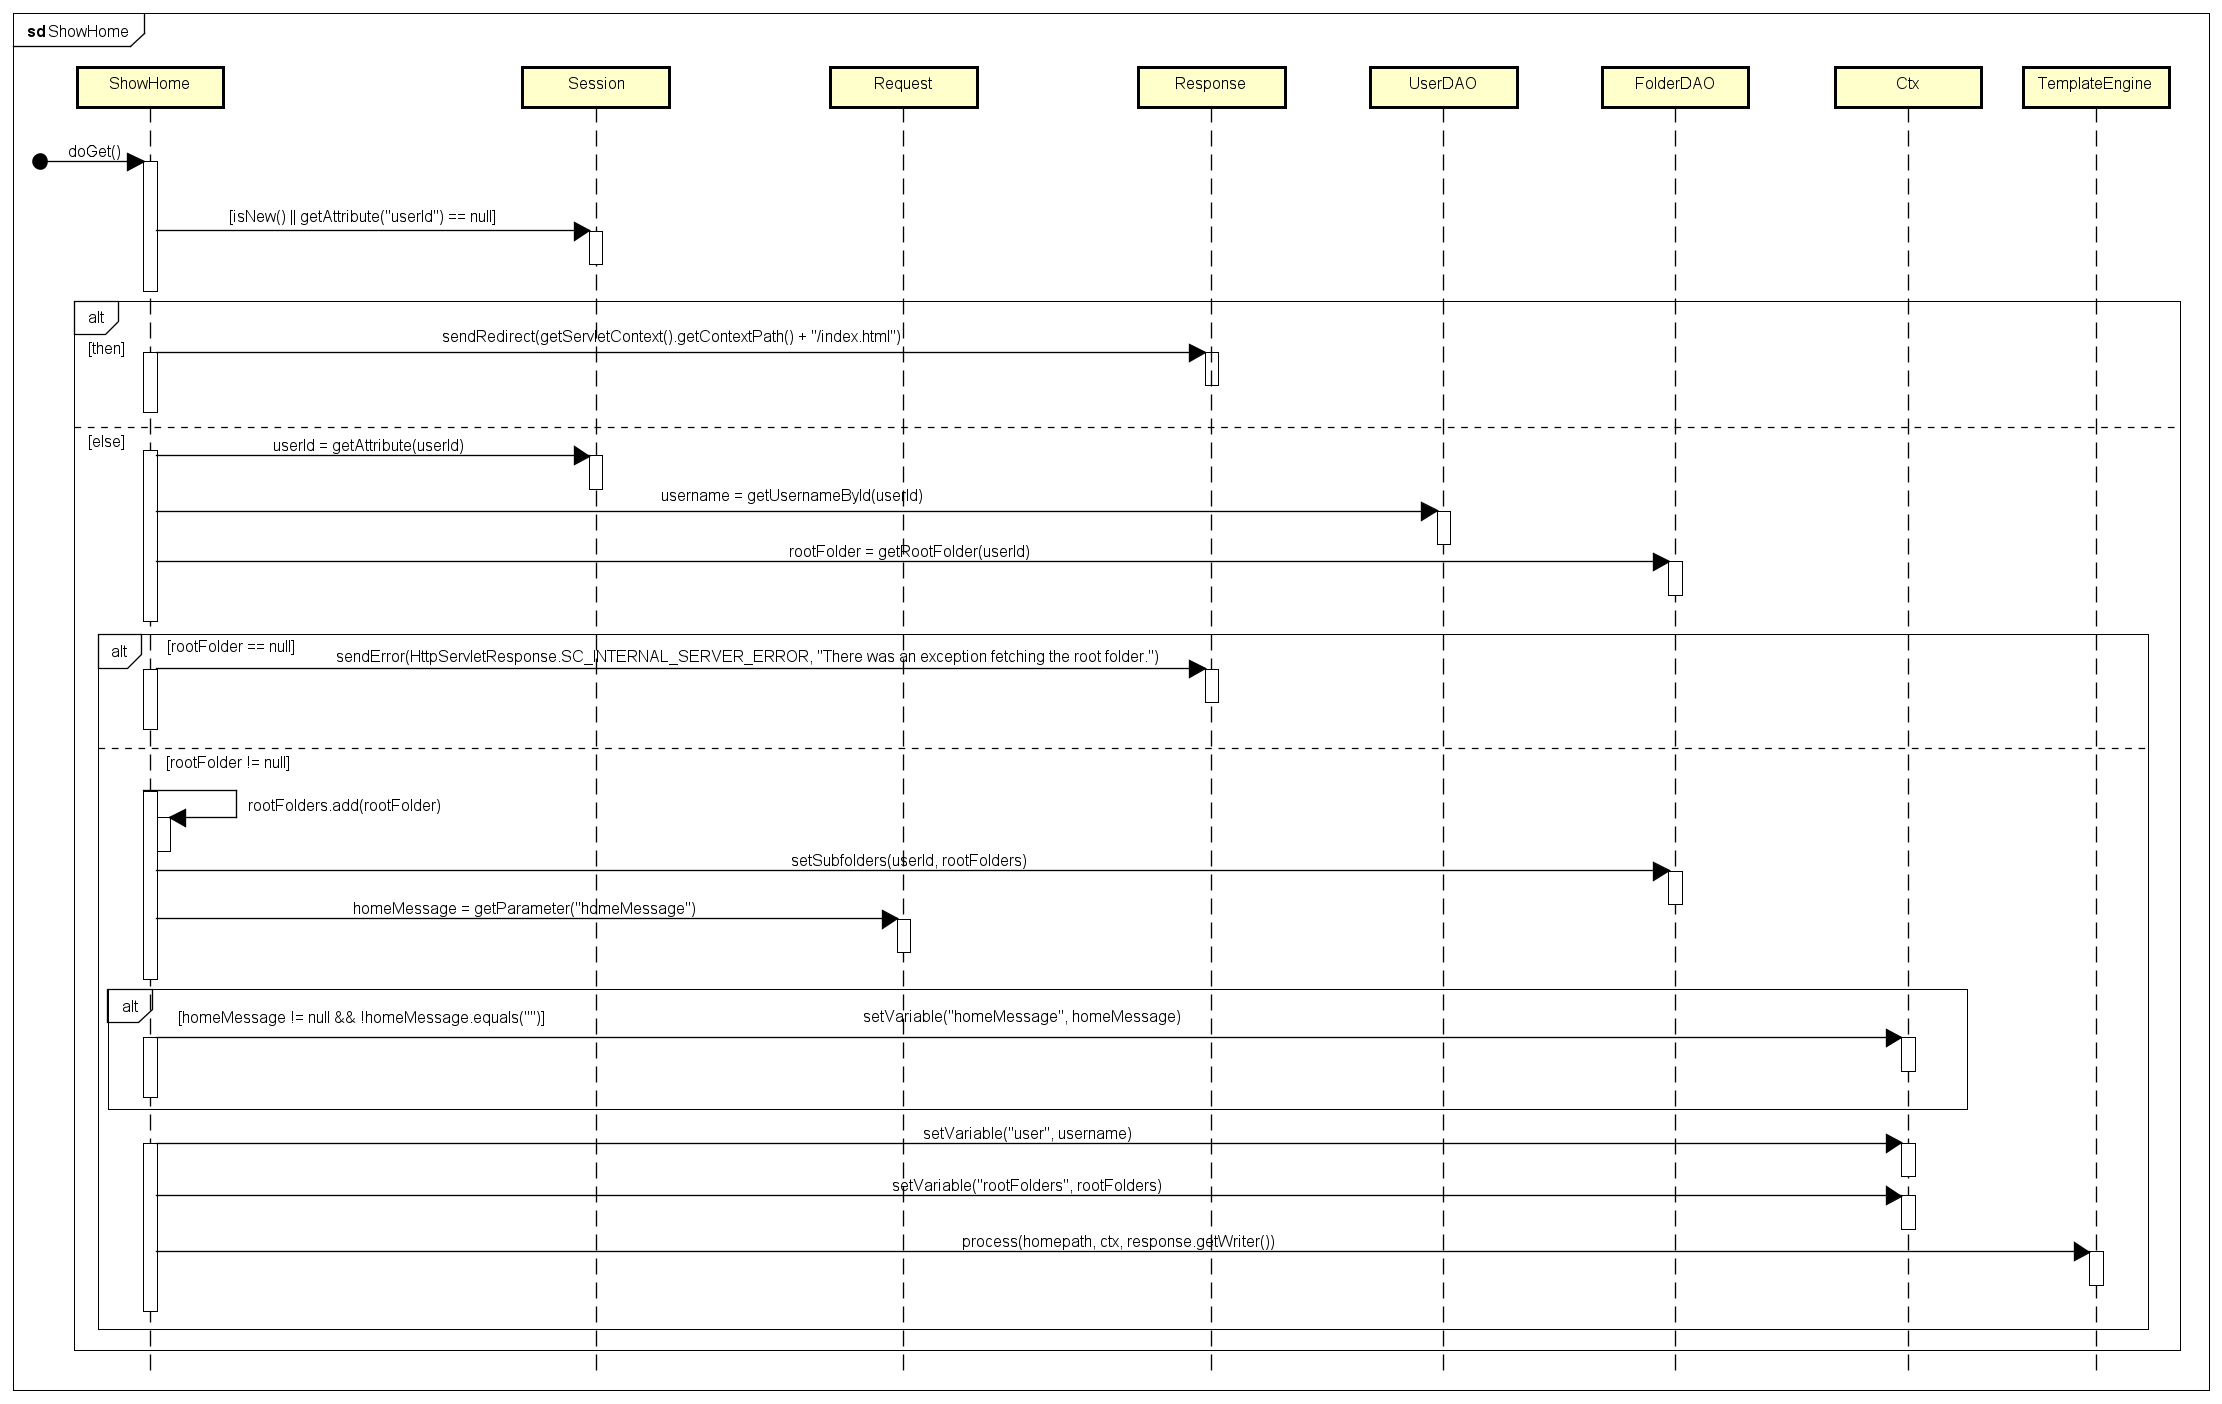 sd ShowHome
ShowHome
Session
Request
Response
UserDAO
FolderDAO
Ctx
TemplateEngine
doGet()
[isNew() || getAttribute("userId") == null]
alt
sendRedirect(getServletContext().getContextPath() + "/index.html")
[then]
[else]
userId = getAttribute(userId)
username = getUsernameById(userId)
rootFolder = getRootFolder(userId)
alt
[rootFolder == null]
sendError(HttpServletResponse.SC_INTERNAL_SERVER_ERROR, "There was an exception fetching the root folder.")
[rootFolder != null]
rootFolders.add(rootFolder)
setSubfolders(userId, rootFolders)
homeMessage = getParameter("homeMessage")
alt
[homeMessage != null && !homeMessage.equals("")]
setVariable("homeMessage", homeMessage)
setVariable("user", username)
setVariable("rootFolders", rootFolders)
process(homepath, ctx, response.getWriter())